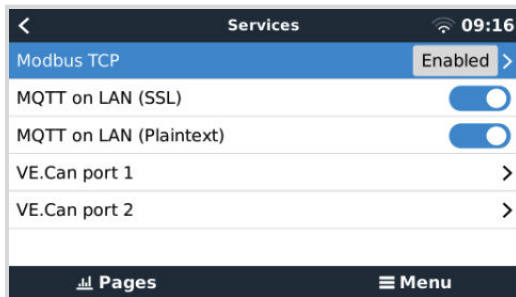 Services 09:16
Modbus TCP Enabled
MQTT on LAN (SSL)
MQTT on LAN (Plaintext)
VE.Can port 1
VE.Can port 2
Pages Menu